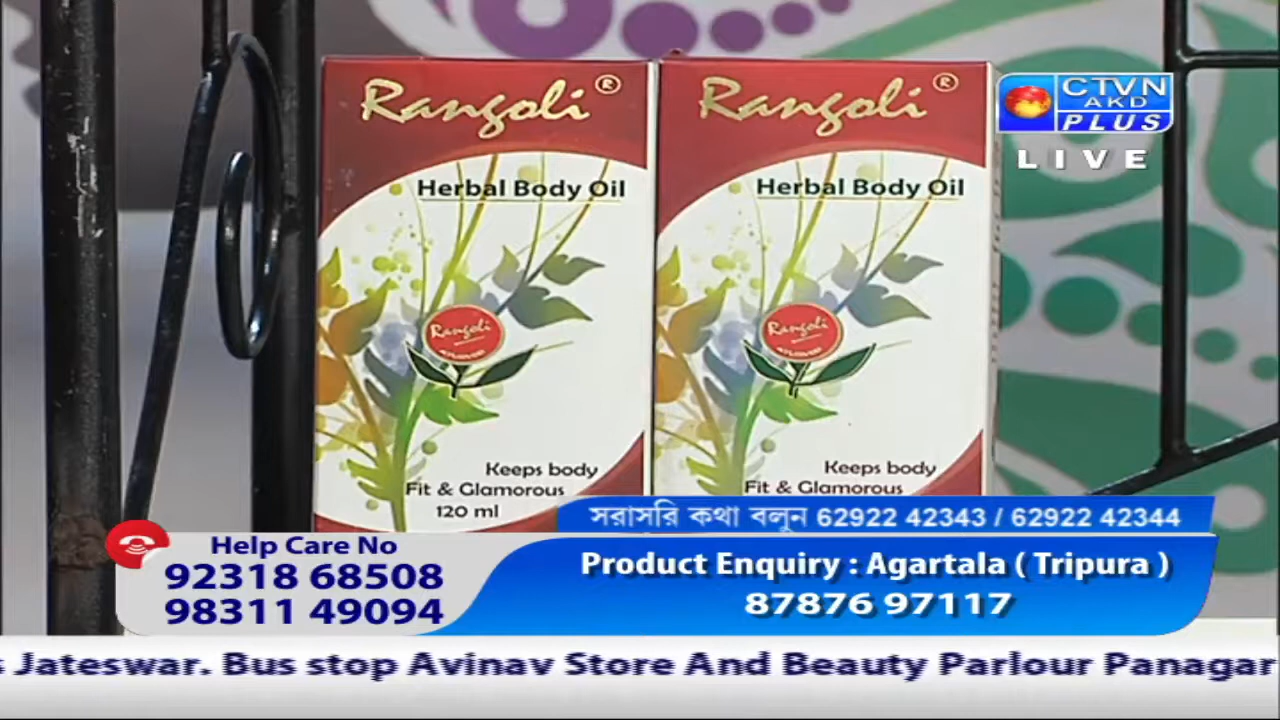 Rangoli®
Herbal Body Oil
Rangoli
Keeps body
Fit & Glamorous
120 ml
Rangoli®
Herbal Body Oil
Rangoli
Keeps body
Fit & Glamorous
CTVN
AKD
PLUS
LIVE
সরাসরি কথা বলুন 62922 42343 / 62922 42344
Help Care No
92318 68508
98311 49094
Product Enquiry : Agartala ( Tripura )
87876 97117
s Jateswar. Bus stop Avinav Store And Beauty Parlour Panagar